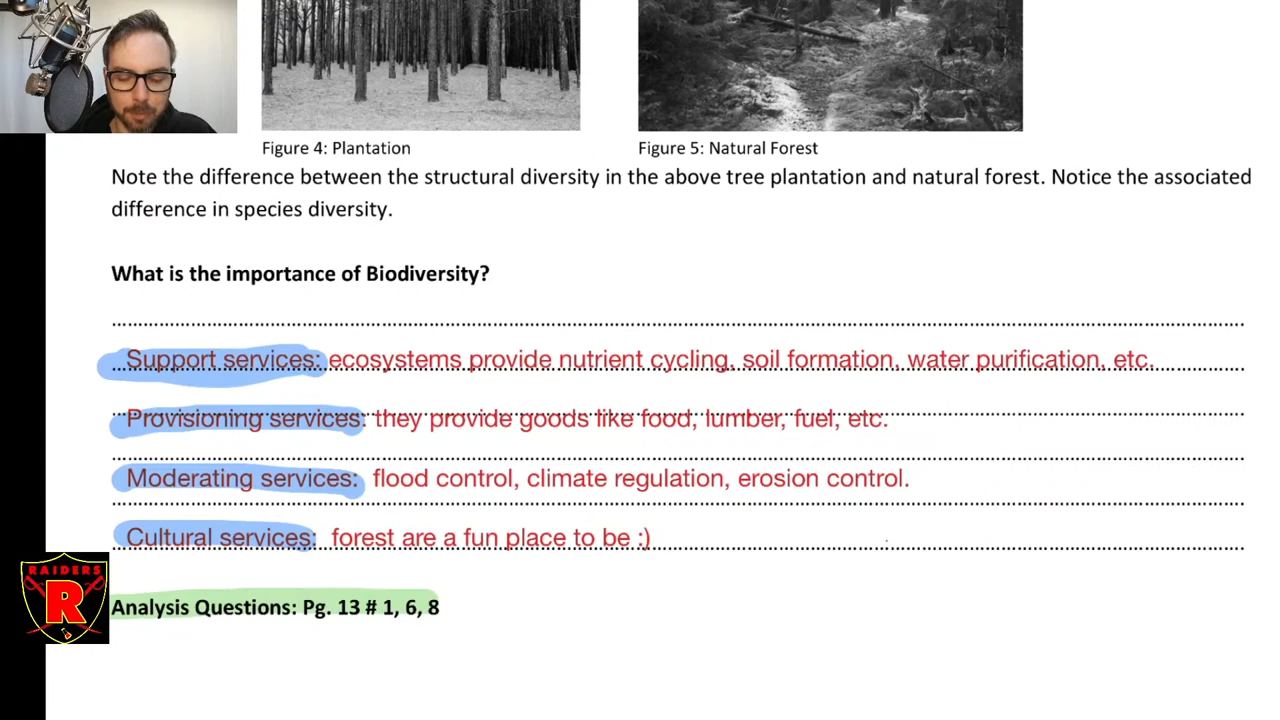 Figure 4: Plantation
Figure 5: Natural Forest
Note the difference between the structural diversity in the above tree plantation and natural forest. Notice the associated
difference in species diversity.
What is the importance of Biodiversity?
Support services: ecosystems provide nutrient cycling, soil formation, water purification, etc.
Provisioning services: they provide goods like food, lumber, fuel, etc.
Moderating services: flood control, climate regulation, erosion control.
Cultural services: forest are a fun place to be :)
RAIDERS
R
Analysis Questions: Pg. 13 # 1, 6, 8